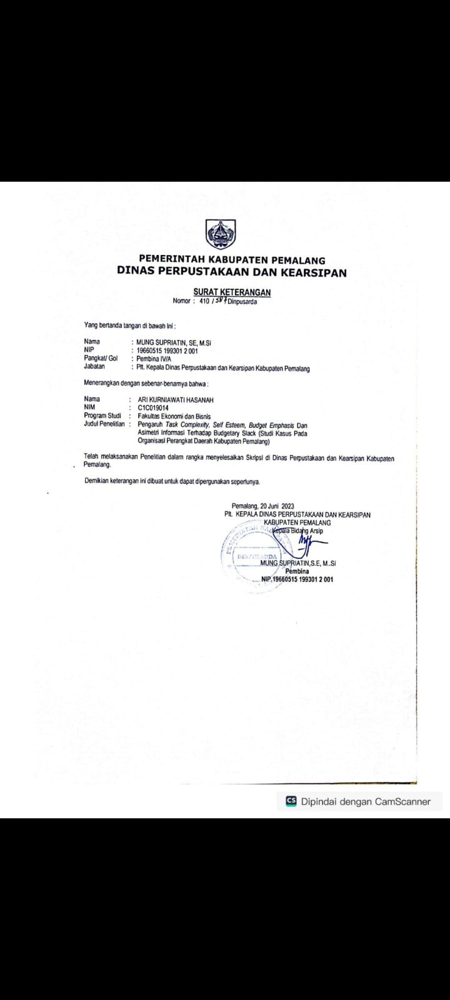 PEMERINTAH KABUPATEN PEMALANG
DINAS PERPUSTAKAAN DAN KEARSIPAN
SURAT KETERANGAN
Nomor : 410 / 587 Dinpusarda
Yang bertanda tangan di bawah ini :
Nama : MUNG SUPRIATIN, SE, M.Si
NIP : 19660515 199301 2 001
Pangkat/ Gol : Pembina IV/A
Jabatan : Plt. Kepala Dinas Perpustakaan dan Kearsipan Kabupaten Pemalang
Menerangkan dengan sebenar-benarnya bahwa :
Nama : ARI KURNIAWATI HASANAH
NIM : C1C019014
Program Studi : Fakultas Ekonomi dan Bisnis
Judul Penelitian : Pengaruh Task Complexity, Self Esteem, Budget Emphasis Dan
Asimetri Informasi Terhadap Budgetary Slack (Studi Kasus Pada
Organisasi Perangkat Daerah Kabupaten Pemalang)
Telah melaksanakan Penelitian dalam rangka menyelesaikan Skripsi di Dinas Perpustakaan dan Kearsipan Kabupaten
Pemalang.
Demikian keterangan ini dibuat untuk dapat dipergunakan seperlunya.
Pemalang, 20 Juni 2023
Plt. KEPALA DINAS PERPUSTAKAAN DAN KEARSIPAN
KABUPATEN PEMALANG
Kepala Bidang Arsip
DINPUSARDA
MUNG SUPRIATIN,S.E, M..Si
Pembina
NIP.19660515 199301 2 001
CS Dipindai dengan CamScanner